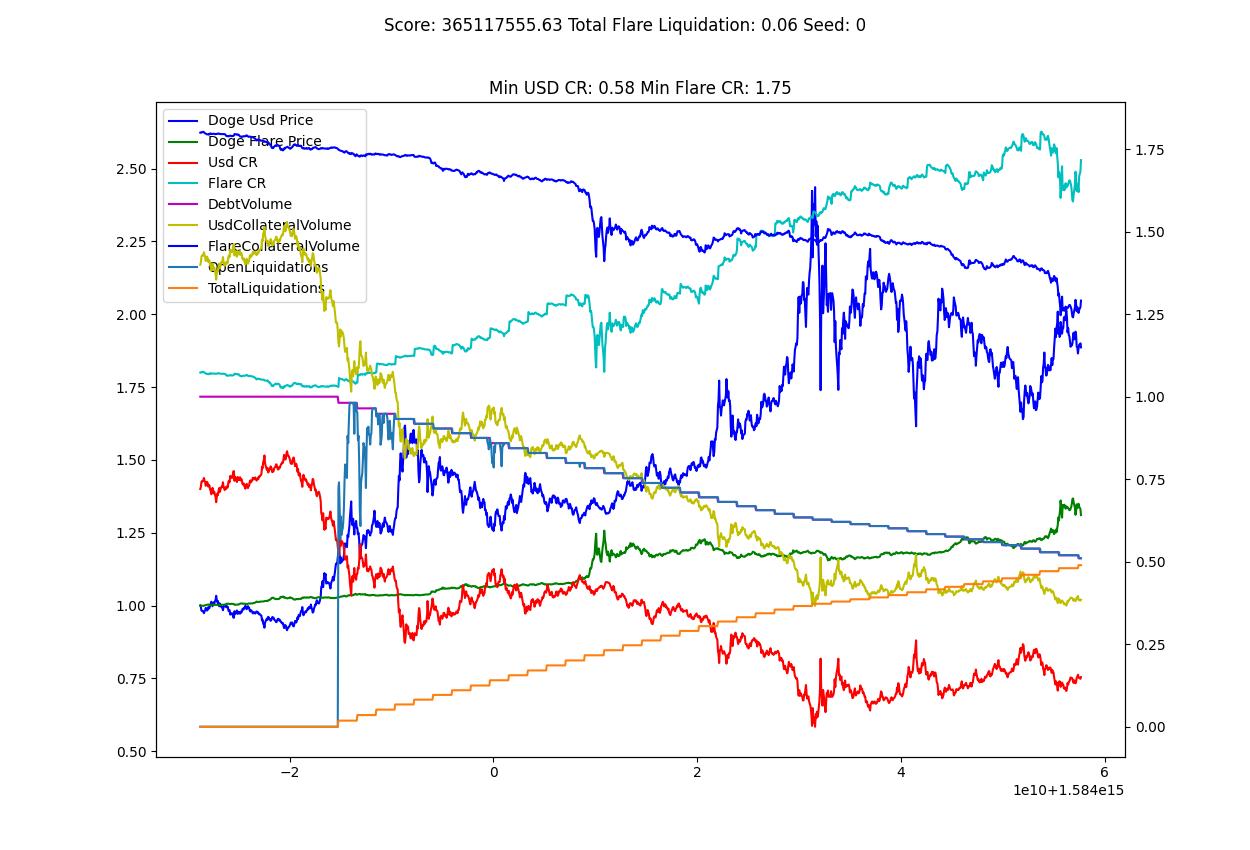 Score: 365117555.63 Total Flare Liquidation: 0.06 Seed: 0
Min USD CR: 0.58 Min Flare CR: 1.75
Doge Usd Price
Doge Flare Price
Usd CR
Flare CR
DebtVolume
UsdCollateralVolume
FlareCollateralVolume
OpenLiquidations
TotalLiquidations
2.50
2.25
2.00
1.75
1.50
1.25
1.00
0.75
0.50
1.75
1.50
1.25
1.00
0.75
0.50
0.25
0.00
−2 0 2 4 6
1e10+1.584e15